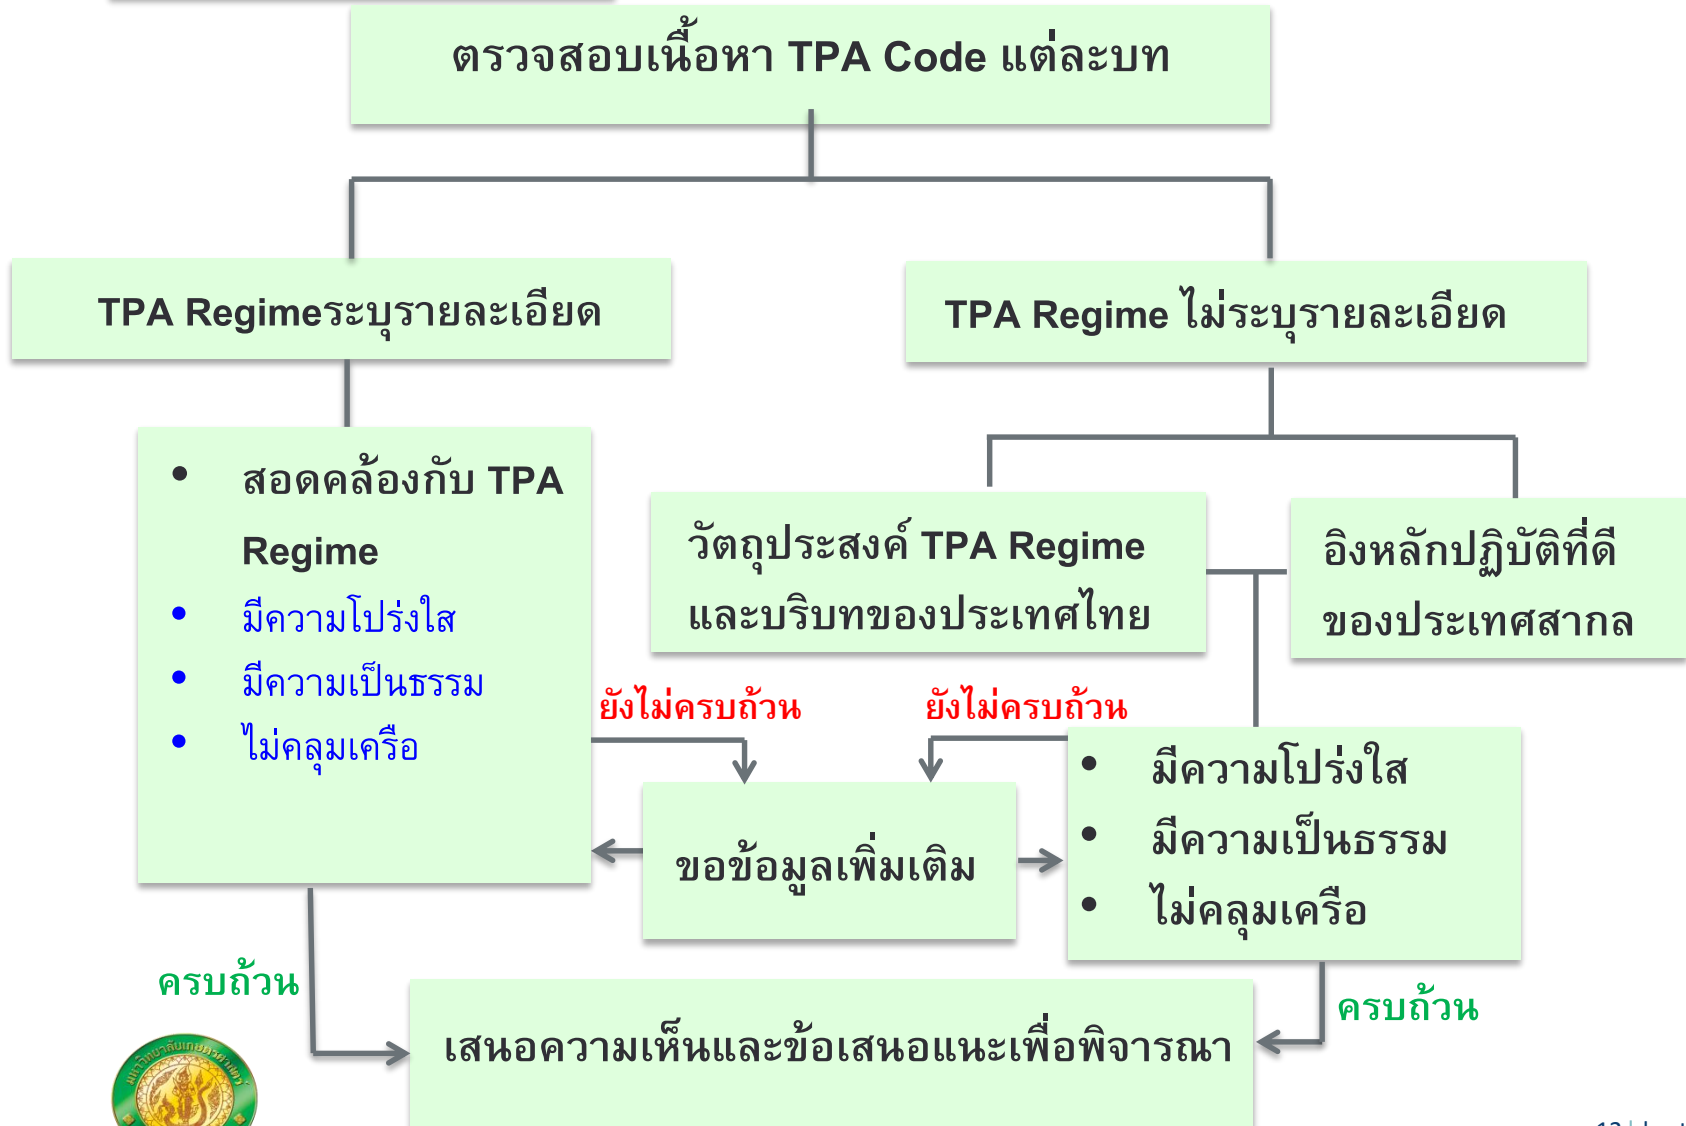 ตรวจสอบเนื้อหา TPA Code แต่ละบท
TPA Regimeระบุรายละเอียด
TPA Regime ไม่ระบุรายละเอียด
• สอดคล้องกับ TPA
Regime
• มีความโปร่งใส
• มีความเป็นธรรม
• ไม่คลุมเครือ
วัตถุประสงค์ TPA Regime
และบริบทของประเทศไทย
อิงหลักปฏิบัติที่ดี
ของประเทศสากล
ยังไม่ครบถ้วน
ยังไม่ครบถ้วน
ขอข้อมูลเพิ่มเติม
• มีความโปร่งใส
• มีความเป็นธรรม
• ไม่คลุมเครือ
ครบถ้วน
ครบถ้วน
เสนอความเห็นและข้อเสนอแนะเพื่อพิจารณา